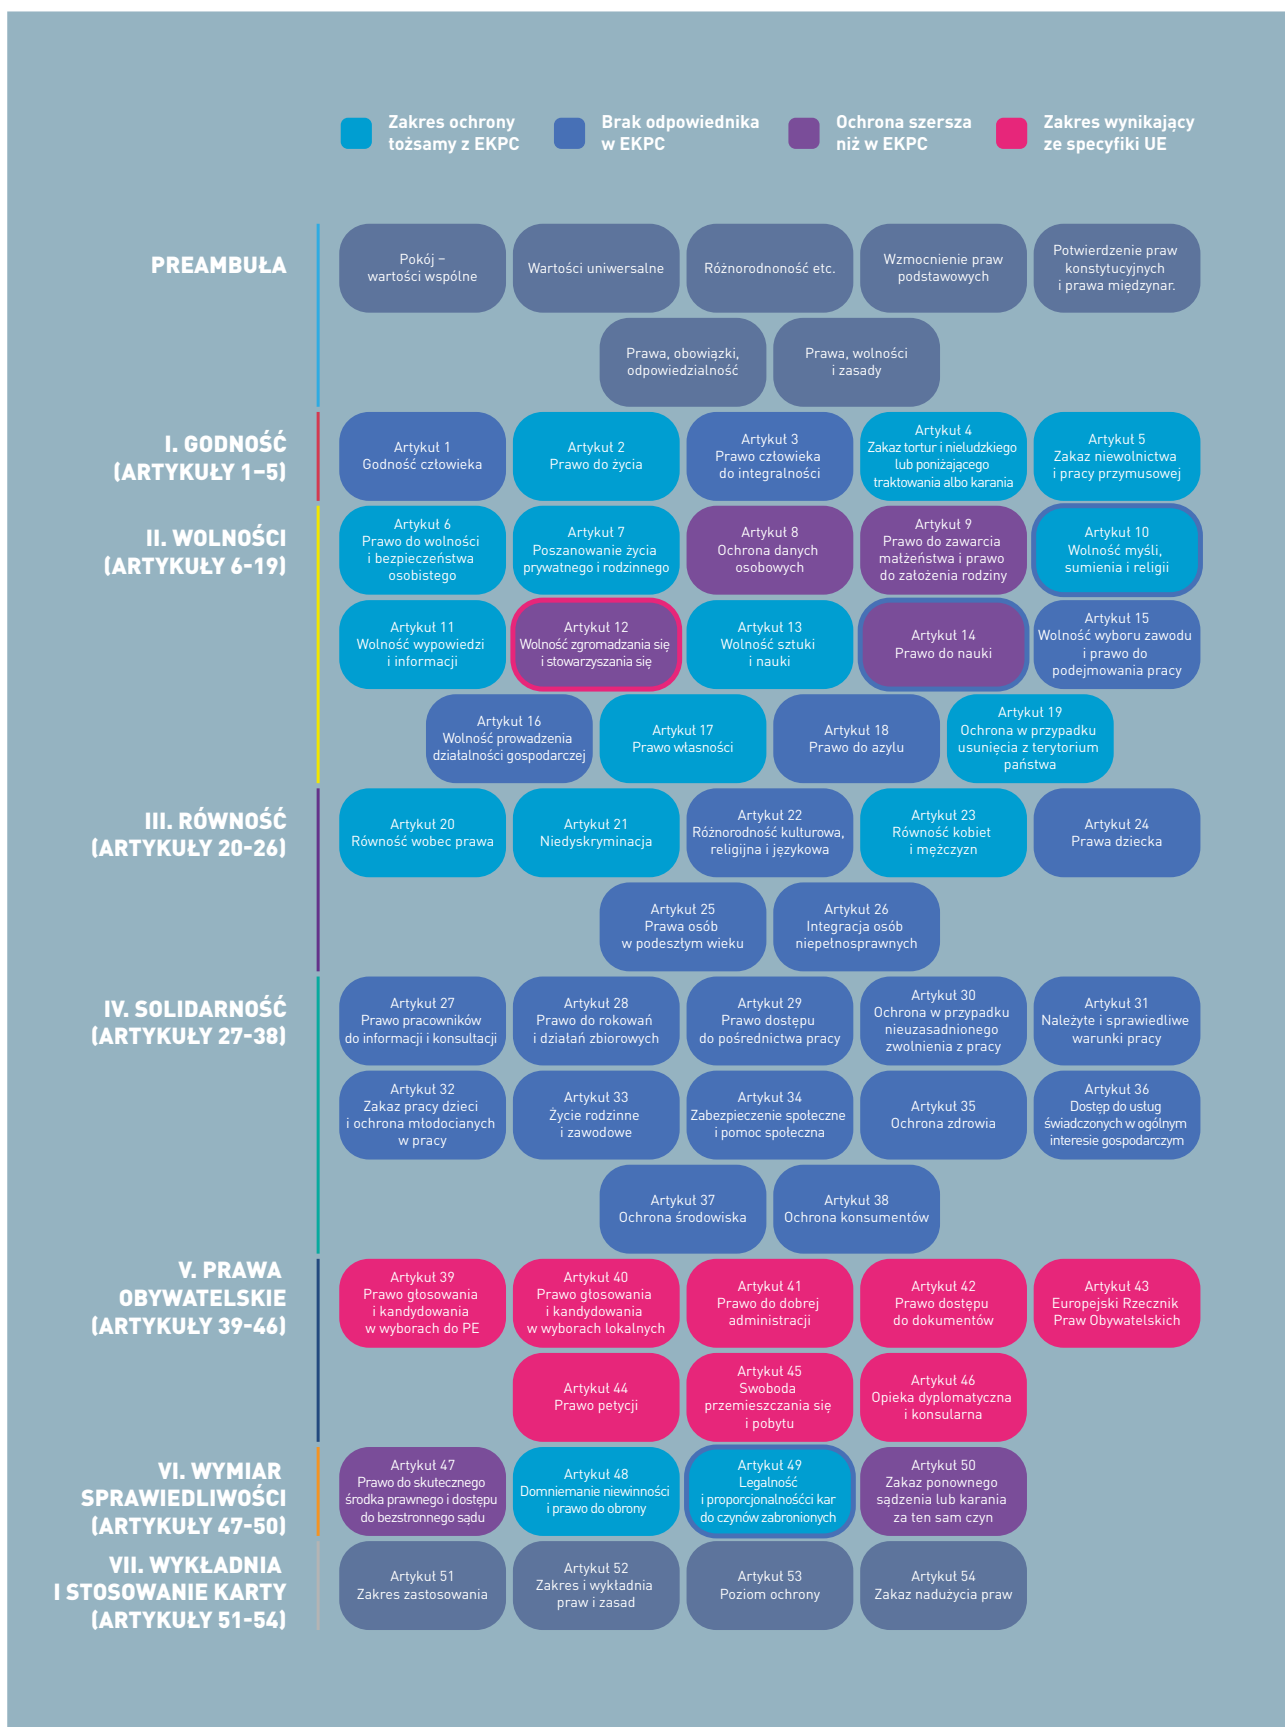 Zakres ochrony
tożsamy z EKPC
Brak odpowiednika
w EKPC
Ochrona szersza
niż w EKPC
Zakres wynikający
ze specyfiki UE
PREAMBUŁA
Pokój –
wartości wspólne
Wartości uniwersalne
Różnorodnoność etc.
Wzmocnienie praw
podstawowych
Potwierdzenie praw
konstytucyjnych
i prawa międzynar.
Prawa, obowiązki,
odpowiedzialność
Prawa, wolności
i zasady
I. GODNOŚĆ
(ARTYKUŁY 1–5)
Artykuł 1
Godność człowieka
Artykuł 2
Prawo do życia
Artykuł 3
Prawo człowieka
do integralności
Artykuł 4
Zakaz tortur i nieludzkiego
lub poniżającego
traktowania albo karania
Artykuł 5
Zakaz niewolnictwa
i pracy przymusowej
II. WOLNOŚCI
(ARTYKUŁY 6-19)
Artykuł 6
Prawo do wolności
i bezpieczeństwa
osobistego
Artykuł 7
Poszanowanie życia
prywatnego i rodzinnego
Artykuł 8
Ochrona danych
osobowych
Artykuł 9
Prawo do zawarcia
małżeństwa i prawo
do założenia rodziny
Artykuł 10
Wolność myśli,
sumienia i religii
Artykuł 11
Wolność wypowiedzi
i informacji
Artykuł 12
Wolność zgromadzania się
i stowarzyszania się
Artykuł 13
Wolność sztuki
i nauki
Artykuł 14
Prawo do nauki
Artykuł 15
Wolność wyboru zawodu
i prawo do
podejmowania pracy
Artykuł 16
Wolność prowadzenia
działalności gospodarczej
Artykuł 17
Prawo własności
Artykuł 18
Prawo do azylu
Artykuł 19
Ochrona w przypadku
usunięcia z terytorium
państwa
III. RÓWNOŚĆ
(ARTYKUŁY 20-26)
Artykuł 20
Równość wobec prawa
Artykuł 21
Niedyskryminacja
Artykuł 22
Różnorodność kulturowa,
religijna i językowa
Artykuł 23
Równość kobiet
i mężczyzn
Artykuł 24
Prawa dziecka
Artykuł 25
Prawa osób
w podeszłym wieku
Artykuł 26
Integracja osób
niepełnosprawnych
IV. SOLIDARNOŚĆ
(ARTYKUŁY 27-38)
Artykuł 27
Prawo pracowników
do informacji i konsultacji
Artykuł 28
Prawo do rokowań
i działań zbiorowych
Artykuł 29
Prawo dostępu
do pośrednictwa pracy
Artykuł 30
Ochrona w przypadku
nieuzasadnionego
zwolnienia z pracy
Artykuł 31
Należyte i sprawiedliwe
warunki pracy
Artykuł 32
Zakaz pracy dzieci
i ochrona młodocianych
w pracy
Artykuł 33
Życie rodzinne
i zawodowe
Artykuł 34
Zabezpieczenie społeczne
i pomoc społeczna
Artykuł 35
Ochrona zdrowia
Artykuł 36
Dostęp do usług
świadczonych w ogólnym
interesie gospodarczym
Artykuł 37
Ochrona środowiska
Artykuł 38
Ochrona konsumentów
V. PRAWA
OBYWATELSKIE
(ARTYKUŁY 39-46)
Artykuł 39
Prawo głosowania
i kandydowania
w wyborach do PE
Artykuł 40
Prawo głosowania
i kandydowania
w wyborach lokalnych
Artykuł 41
Prawo do dobrej
administracji
Artykuł 42
Prawo dostępu
do dokumentów
Artykuł 43
Europejski Rzecznik
Praw Obywatelskich
Artykuł 44
Prawo petycji
Artykuł 45
Swoboda
przemieszczania się
i pobytu
Artykuł 46
Opieka dyplomatyczna
i konsularna
VI. WYMIAR
SPRAWIEDLIWOŚCI
(ARTYKUŁY 47-50)
Artykuł 47
Prawo do skutecznego
środka prawnego i dostępu
do bezstronnego sądu
Artykuł 48
Domniemanie niewinności
i prawo do obrony
Artykuł 49
Legalność
i proporcjonalnośćci kar
do czynów zabronionych
Artykuł 50
Zakaz ponownego
sądzenia lub karania
za ten sam czyn
VII. WYKŁADNIA
I STOSOWANIE KARTY
(ARTYKUŁY 51-54)
Artykuł 51
Zakres zastosowania
Artykuł 52
Zakres i wykładnia
praw i zasad
Artykuł 53
Poziom ochrony
Artykuł 54
Zakaz nadużycia praw